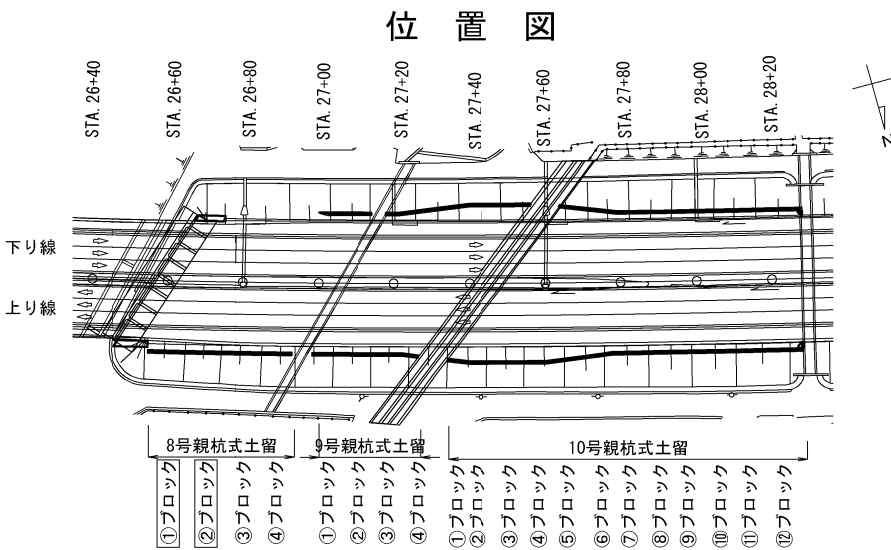 位置図
STA. 26+40
STA. 26+60
STA. 26+80
STA. 27+00
STA. 27+20
STA. 27+40
STA. 27+60
STA. 27+80
STA. 28+00
STA. 28+20
下り線
上り線
8号親杭式土留
9号親杭式土留
10号親杭式土留
①ブロック
②ブロック
③ブロック
④ブロック
①ブロック
②ブロック
③ブロック
④ブロック
①ブロック
②ブロック
③ブロック
④ブロック
⑤ブロック
⑥ブロック
⑦ブロック
⑧ブロック
⑨ブロック
⑩ブロック
⑪ブロック
⑫ブロック